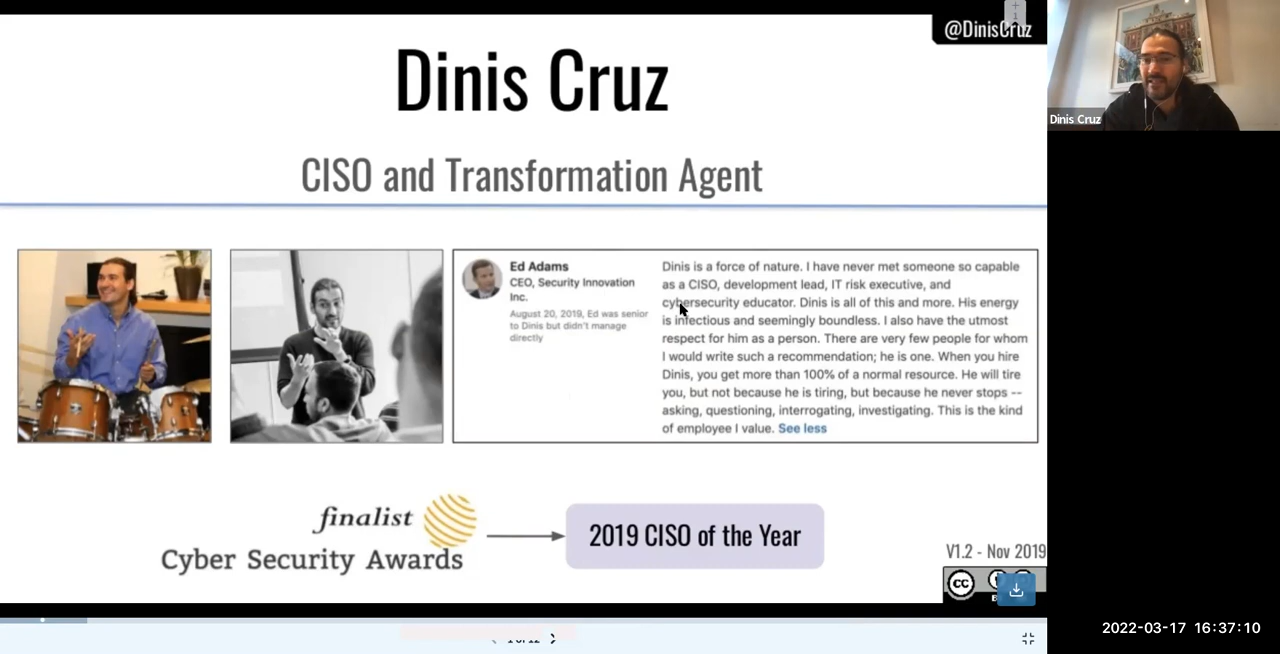 @DinisCruz
Dinis Cruz
CISO and Transformation Agent
Ed Adams
CEO, Security Innovation
Inc.
August 20, 2019, Ed was senior
to Dinis but didn't manage
directly
Dinis is a force of nature. I have never met someone so capable
as a CISO, development lead, IT risk executive, and
cybersecurity educator. Dinis is all of this and more. His energy
is infectious and seemingly boundless. I also have the utmost
respect for him as a person. There are very few people for whom
I would write such a recommendation; he is one. When you hire
Dinis, you get more than 100% of a normal resource. He will tire
you, but not because he is tiring, but because he never stops --
asking, questioning, interrogating, investigating. This is the kind
of employee I value. See less
finalist
Cyber Security Awards
2019 CISO of the Year
V1.2 - Nov 2019
cc
Dinis Cruz
2022-03-17 16:37:10